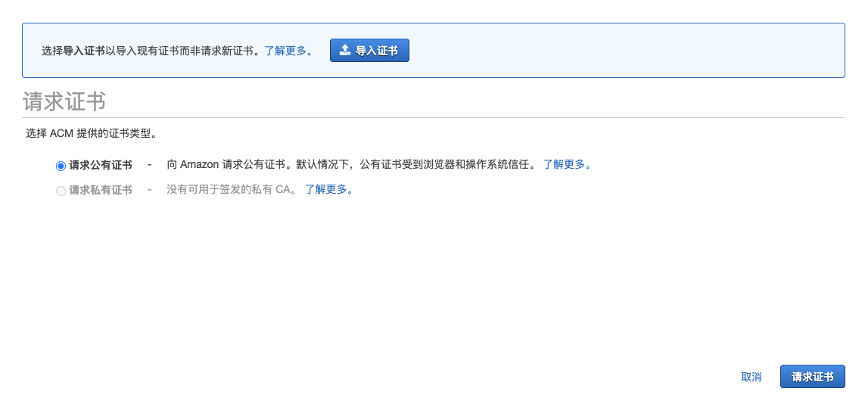 选择导入证书以导入现有证书而非请求新证书。了解更多。 导入证书
请求证书
选择 ACM 提供的证书类型。
请求公有证书 - 向 Amazon 请求公有证书。默认情况下，公有证书受到浏览器和操作系统信任。 了解更多。
请求私有证书 - 没有可用于签发的私有 CA。 了解更多。
取消 请求证书